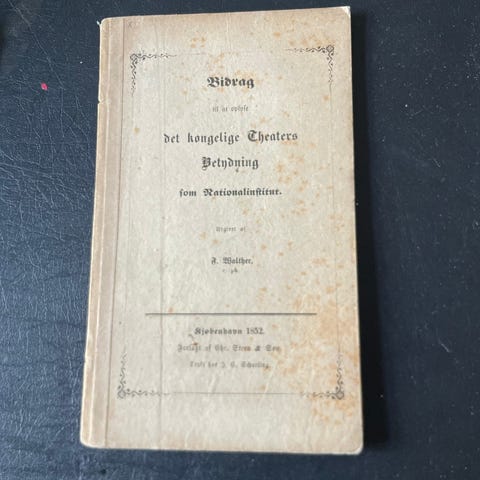 Bidrag
til at oplyse
det kongelige Theaters
Betydning
som Nationalinstitut.
Udgivet af
F. Walther,
Kjøbenhavn 1852.
Forlagt af Chr. Steen & Søn.
Trykt hos J. C. Scharling.